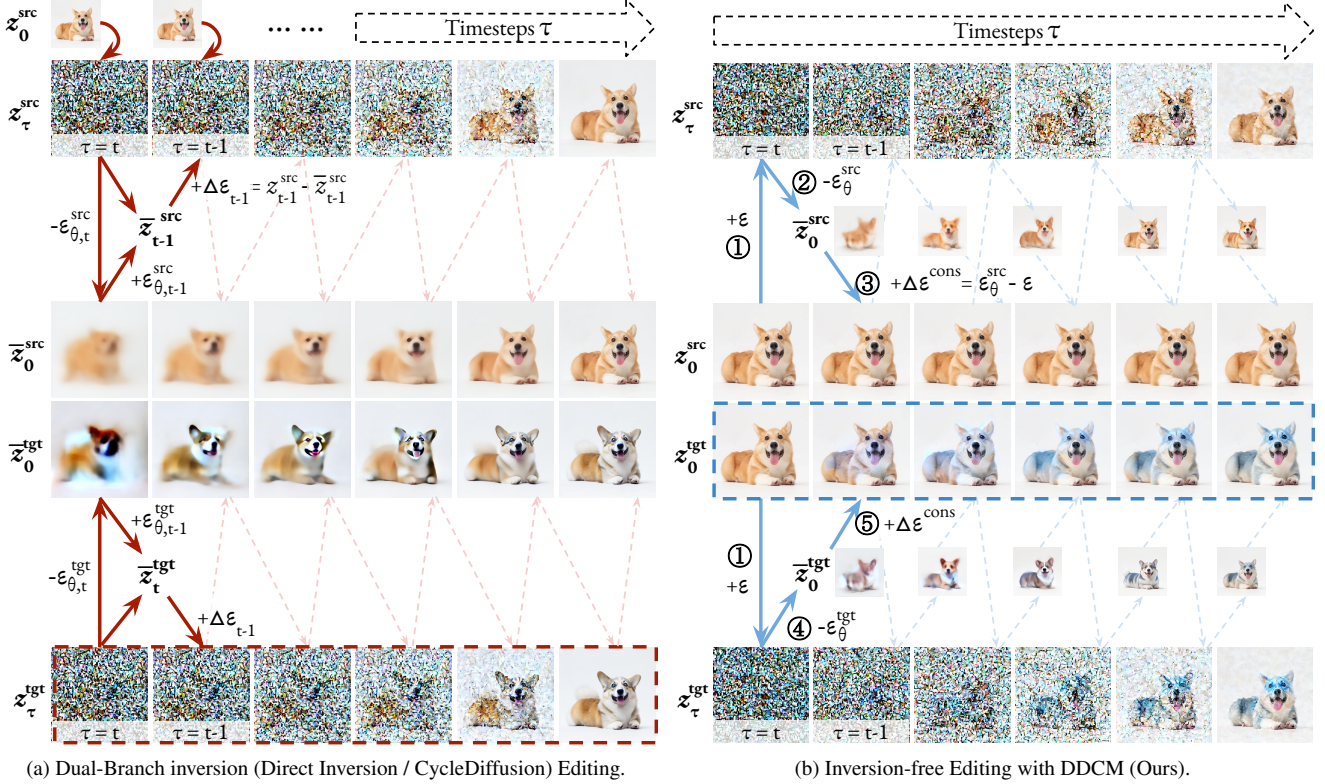 z_0^src
... ...
Timesteps τ
z_τ^src
τ = t
τ = t-1
+Δε_t-1 = z_t-1^src - z̅_t-1^src
-ε_θ,t^src
z̅_t-1^src
+ε_θ,t-1^src
z̅_0^src
z̅_0^tgt
+ε_θ,t-1^tgt
-ε_θ,t^tgt
z̅_t^tgt
+Δε_t-1
z_τ^tgt
τ = t
τ = t-1
(a) Dual-Branch inversion (Direct Inversion / CycleDiffusion) Editing.
Timesteps τ
z_τ^src
τ = t
τ = t-1
② -ε_θ^src
+ε
①
z̅_0^src
③ +Δε^cons = ε_θ^src - ε
z_0^src
z_0^tgt
⑤ +Δε^cons
①
+ε
z̅_0^tgt
④ -ε_θ^tgt
z_τ^tgt
τ = t
τ = t-1
(b) Inversion-free Editing with DDCM (Ours).